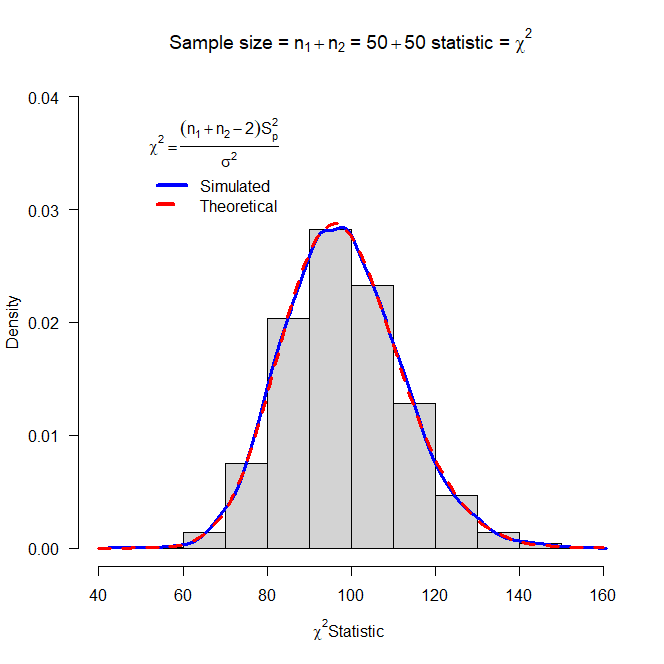 Sample size = n₁ + n₂ = 50 + 50 statistic = χ²
0.04
χ² = (n₁ + n₂ − 2)S²ₚ / σ²
Simulated
Theoretical
0.03
0.02
0.01
0.00
Density
40 60 80 100 120 140 160
χ²Statistic